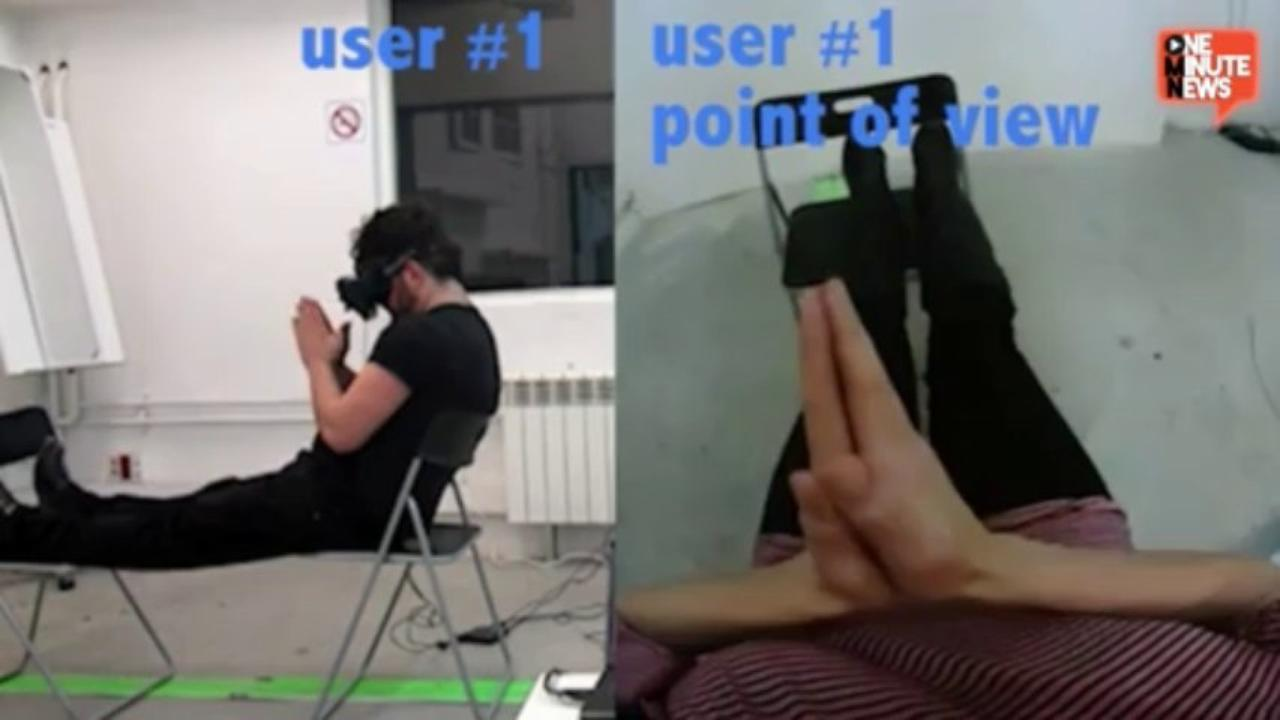 user #1
user #1
point of view
ONE
MINUTE
NEWS